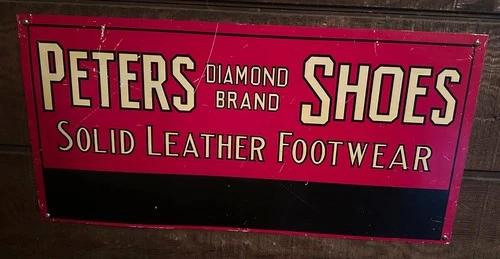 PETERS DIAMOND BRAND SHOES
SOLID LEATHER FOOTWEAR